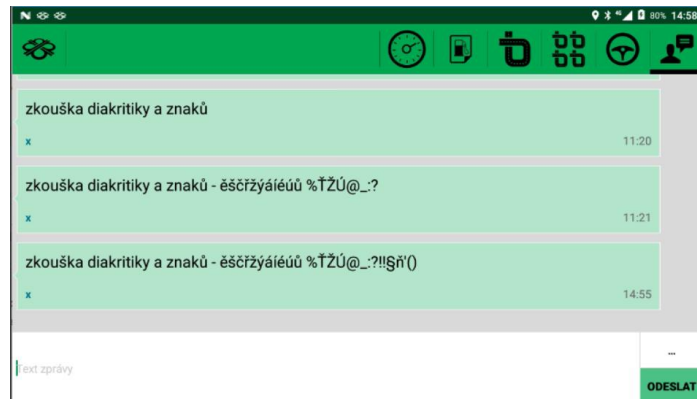 80% 14:58
zkouška diakritiky a znaků
x
11:20
zkouška diakritiky a znaků - ěščřžýáíéúů %ŤŽÚ@_:?
x
11:21
zkouška diakritiky a znaků - ěščřžýáíéúů %ŤŽÚ@_:?!!§ň'()
x
14:55
Text zprávy
...
ODESLAT